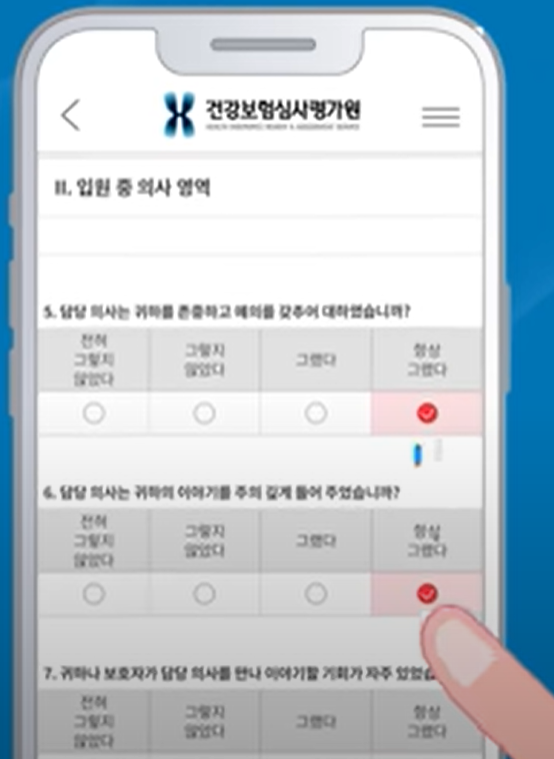 건강보험심사평가원
HEALTH INSURANCE REVIEW & ASSESSMENT SERVICE
II. 입원 중 의사 영역
5. 담당 의사는 귀하를 존중하고 예의를 갖추어 대하였습니까?
전혀
그렇지
않았다
그렇지
않았다
그랬다
항상
그랬다
6. 담당 의사는 귀하의 이야기를 주의 깊게 들어 주었습니까?
전혀
그렇지
않았다
그렇지
않았다
그랬다
항상
그랬다
7. 귀하나 보호자가 담당 의사를 만나 이야기할 기회가 자주 있었습
전혀
그렇지
않았다
그렇지
않았다
그랬다
항상
그랬다